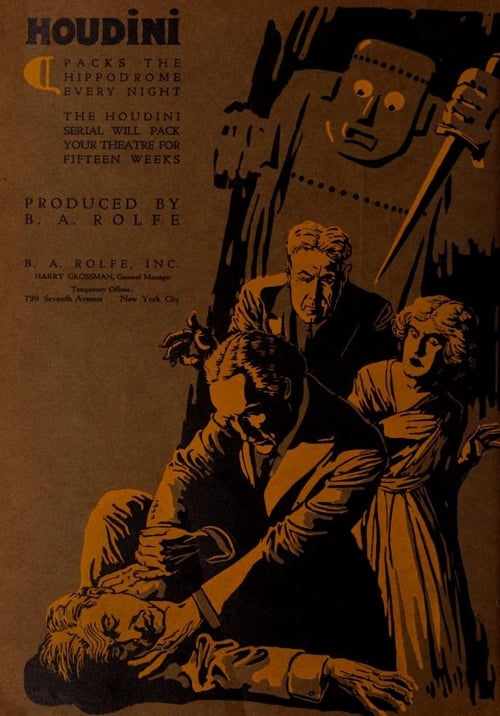 HOUDINI
PACKS THE
HIPPODROME
EVERY NIGHT
THE HOUDINI
SERIAL WILL PACK
YOUR THEATRE FOR
FIFTEEN WEEKS
PRODUCED BY
B. A. ROLFE
B. A. ROLFE, INC.
HARRY GROSSMAN, General Manager
Temporary Offices:
729 Seventh Avenue New York City